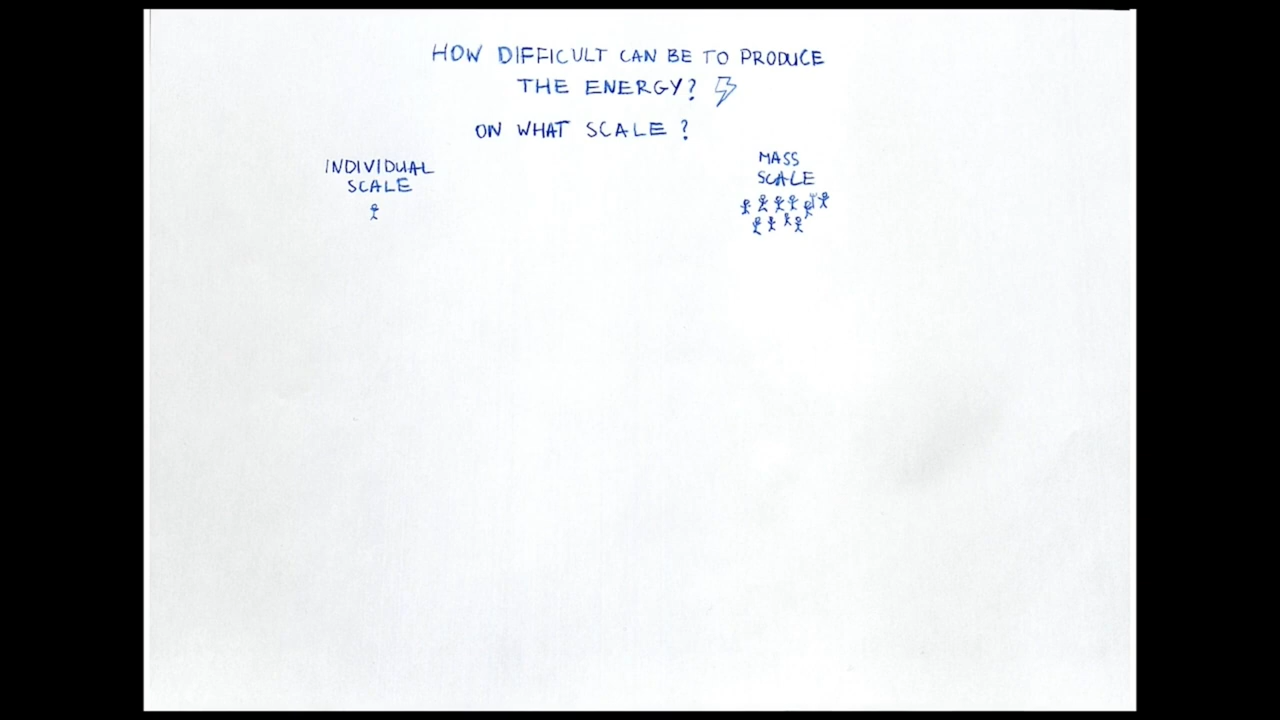 HOW DIFFICULT CAN BE TO PRODUCE
THE ENERGY?
ON WHAT SCALE?
INDIVIDUAL
SCALE
MASS
SCALE